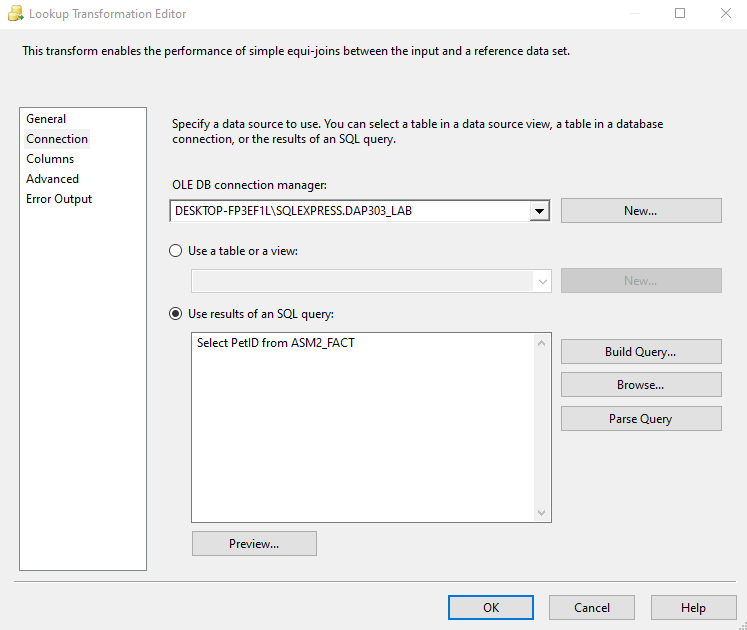 Lookup Transformation Editor
This transform enables the performance of simple equi-joins between the input and a reference data set.
General
Connection
Columns
Advanced
Error Output
Specify a data source to use. You can select a table in a data source view, a table in a database
connection, or the results of an SQL query.
OLE DB connection manager:
DESKTOP-FP3EF1L\SQLEXPRESS.DAP303_LAB
New...
Use a table or a view:
New...
Use results of an SQL query:
Select PetID from ASM2_FACT
Build Query...
Browse...
Parse Query
Preview...
OK
Cancel
Help